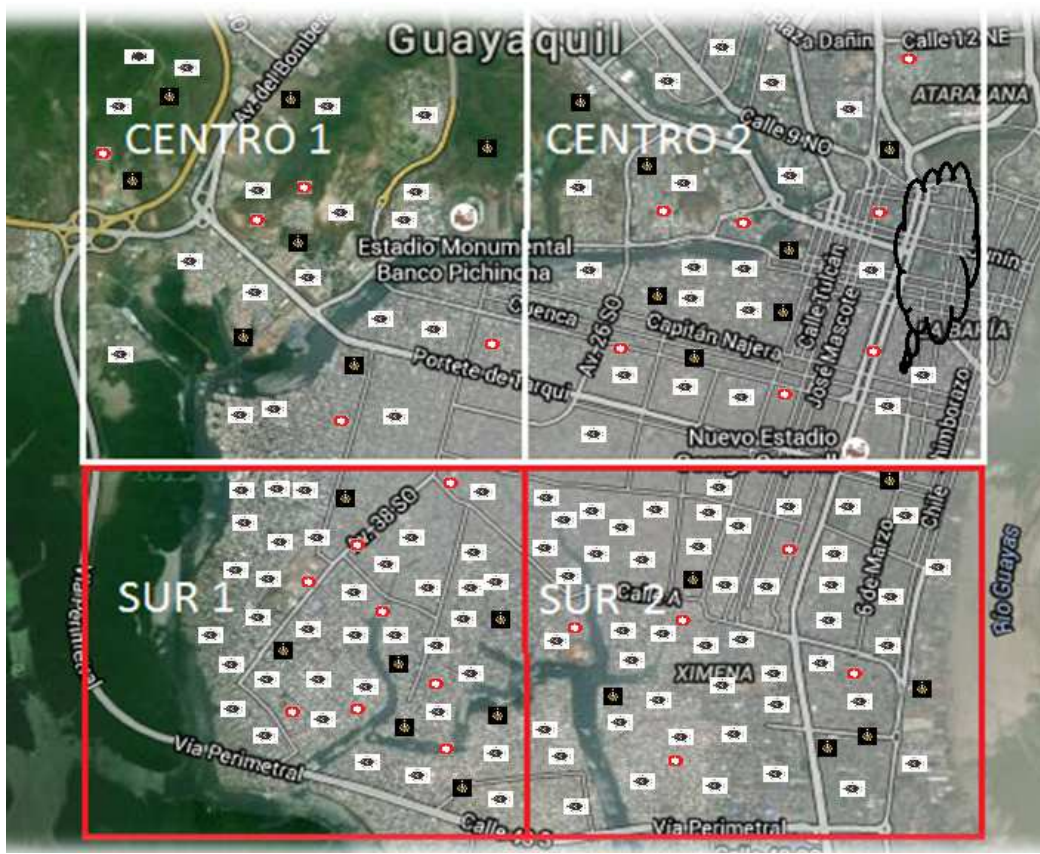 Guayaquil
Plaza Dañin
Calle 12 NE
Av. del Bombero
ATARAZANA
CENTRO 1
CENTRO 2
Calle 9 NO
Estadio Monumental
Banco Pichincha
Calle Tulcán
José Mascote
Cuenca
Av. 26 SO
Capitán Najera
Portete de Tarqui
Chimborazo
Nuevo Estadio
Chile
Av. 38 SO
6 de Marzo
Río Guayas
Vía Perimetral
SUR 1
SUR 2
Calle A
XIMENA
Vía Perimetral
Vía Perimetral